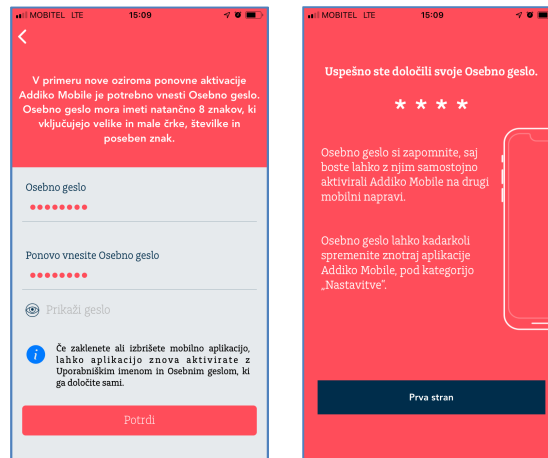 MOBITEL LTE 15:09
V primeru nove oziroma ponovne aktivacije
Addiko Mobile je potrebno vnesti Osebno geslo.
Osebno geslo mora imeti natančno 8 znakov, ki
vključujejo velike in male črke, številke in
poseben znak.
Osebno geslo
●●●●●●●●
Ponovo vnesite Osebno geslo
●●●●●●●●
Prikaži geslo
i
Če zaklenete ali izbrišete mobilno aplikacijo,
lahko aplikacijo znova aktivirate z
Uporabniškim imenom in Osebnim geslom, ki
ga določite sami.
Potrdi
MOBITEL LTE 15:09
Uspešno ste določili svoje Osebno geslo.
* * * *
Osebno geslo si zapomnite, saj
boste lahko z njim samostojno
aktivirali Addiko Mobile na drugi
mobilni napravi.
Osebno geslo lahko kadarkoli
spremenite znotraj aplikacije
Addiko Mobile, pod kategorijo
„Nastavitve”.
Prva stran